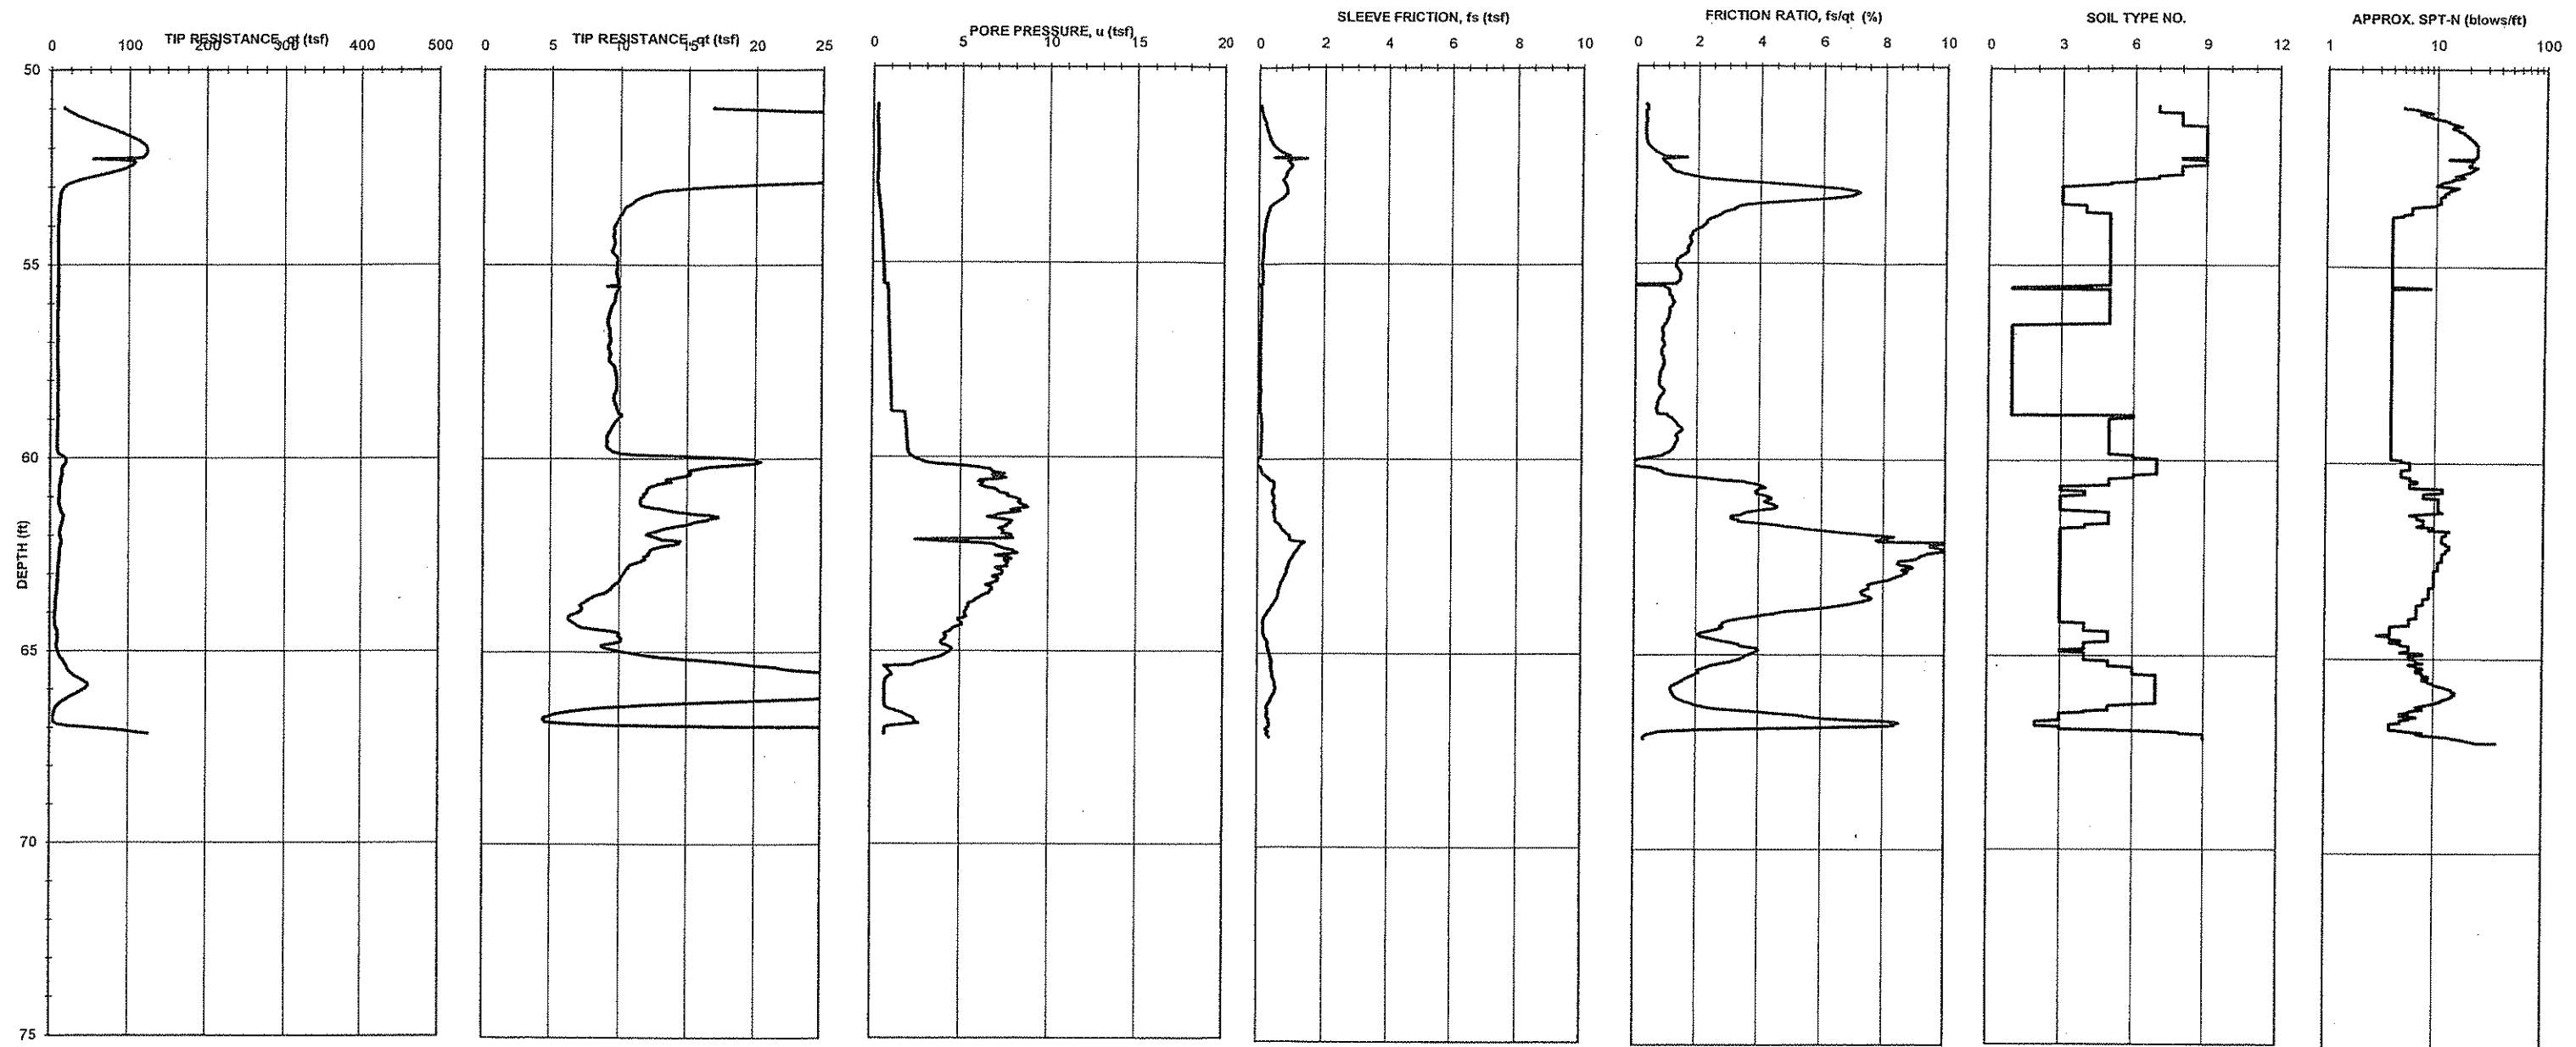 SLEEVE FRICTION, fs (tsf)
FRICTION RATIO, fs/qt (%)
SOIL TYPE NO.
APPROX. SPT-N (blows/ft)
TIP RESISTANCE, qt (tsf)
TIP RESISTANCE, qt (tsf)
PORE PRESSURE, u (tsf)
0 100 200 300 400 500
0 5 10 15 20 25
0 5 10 15 20
0 2 4 6 8 10
0 2 4 6 8 10
0 3 6 9 12
1 10 100
50
55
60
65
70
75
DEPTH (ft)